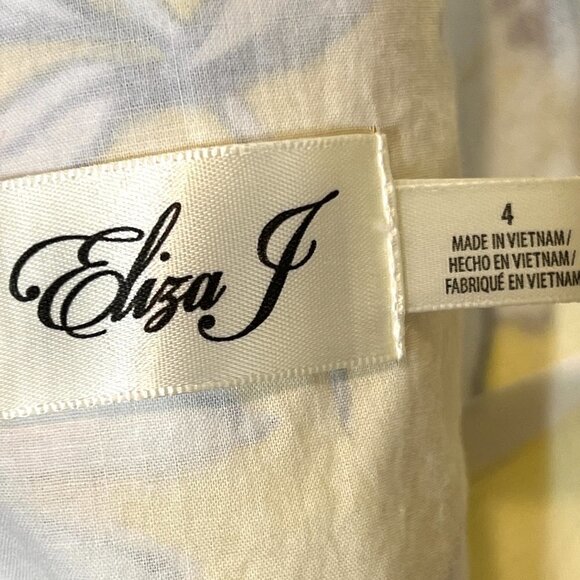 Eliza J
4
MADE IN VIETNAM/
HECHO EN VIETNAM/
FABRIQUÉ EN VIETNAM